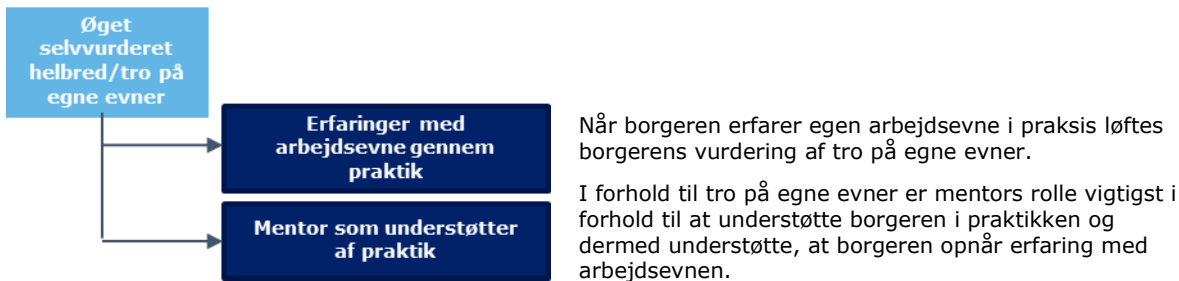 Øget
selvvurderet
helbred/tro på
egne evner
Erfaringer med
arbejdsevne gennem
praktik
Når borgeren erfarer egen arbejdsevne i praksis løftes
borgerens vurdering af tro på egne evner.
Mentor som understøtter
af praktik
I forhold til tro på egne evner er mentors rolle vigtigst i
forhold til at understøtte borgeren i praktikken og
dermed understøtte, at borgeren opnår erfaring med
arbejdsevnen.